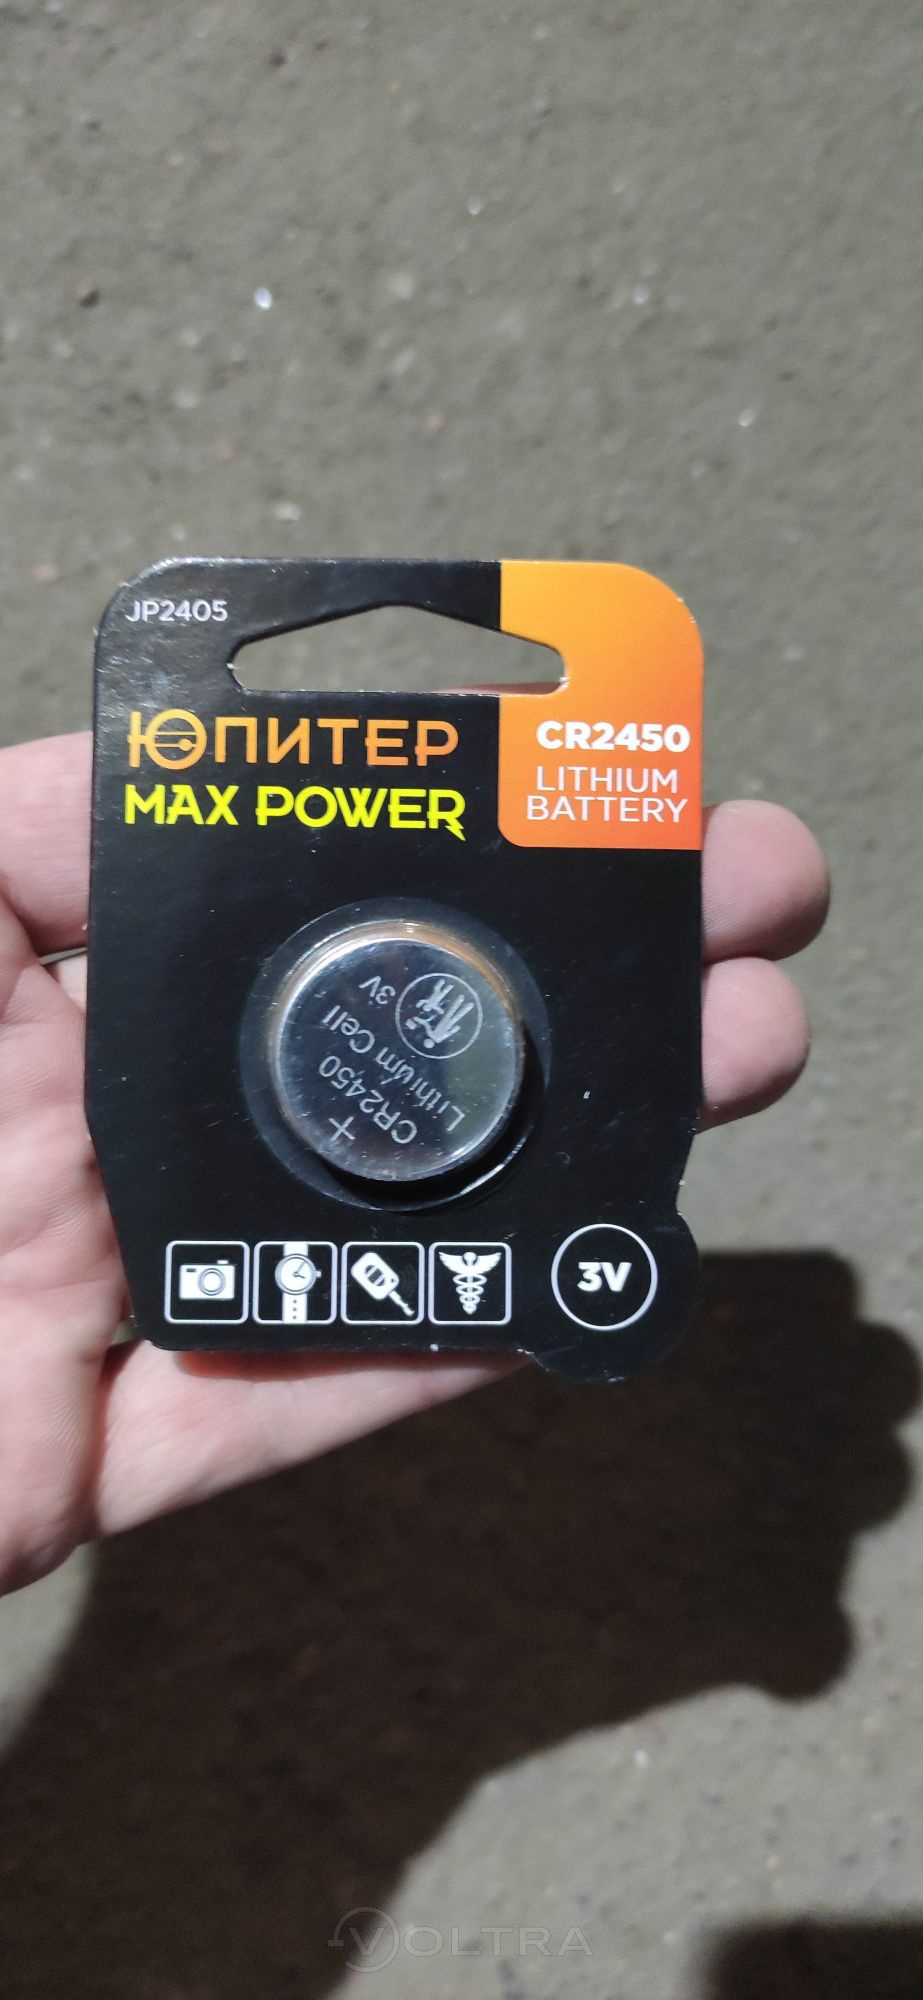 JP2405
ЮПИТЕР
MAX POWER
CR2450
LITHIUM
BATTERY
3V
Lithium Cell
CR2450
+
3V
VOLTRA